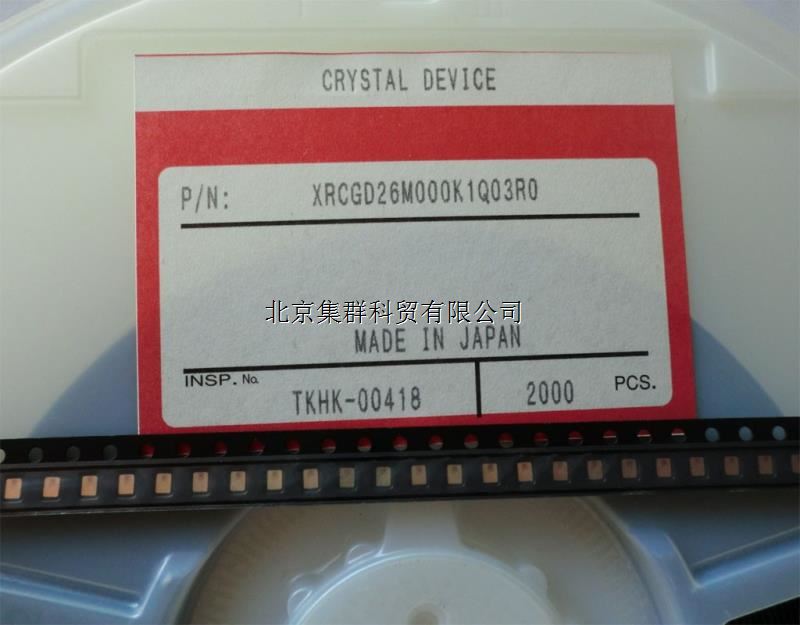 CRYSTAL DEVICE
P/N: XRCGD26M000K1Q03R0
北京集群科贸有限公司
MADE IN JAPAN
INSP. No. TKHK-00418 2000 PCS.